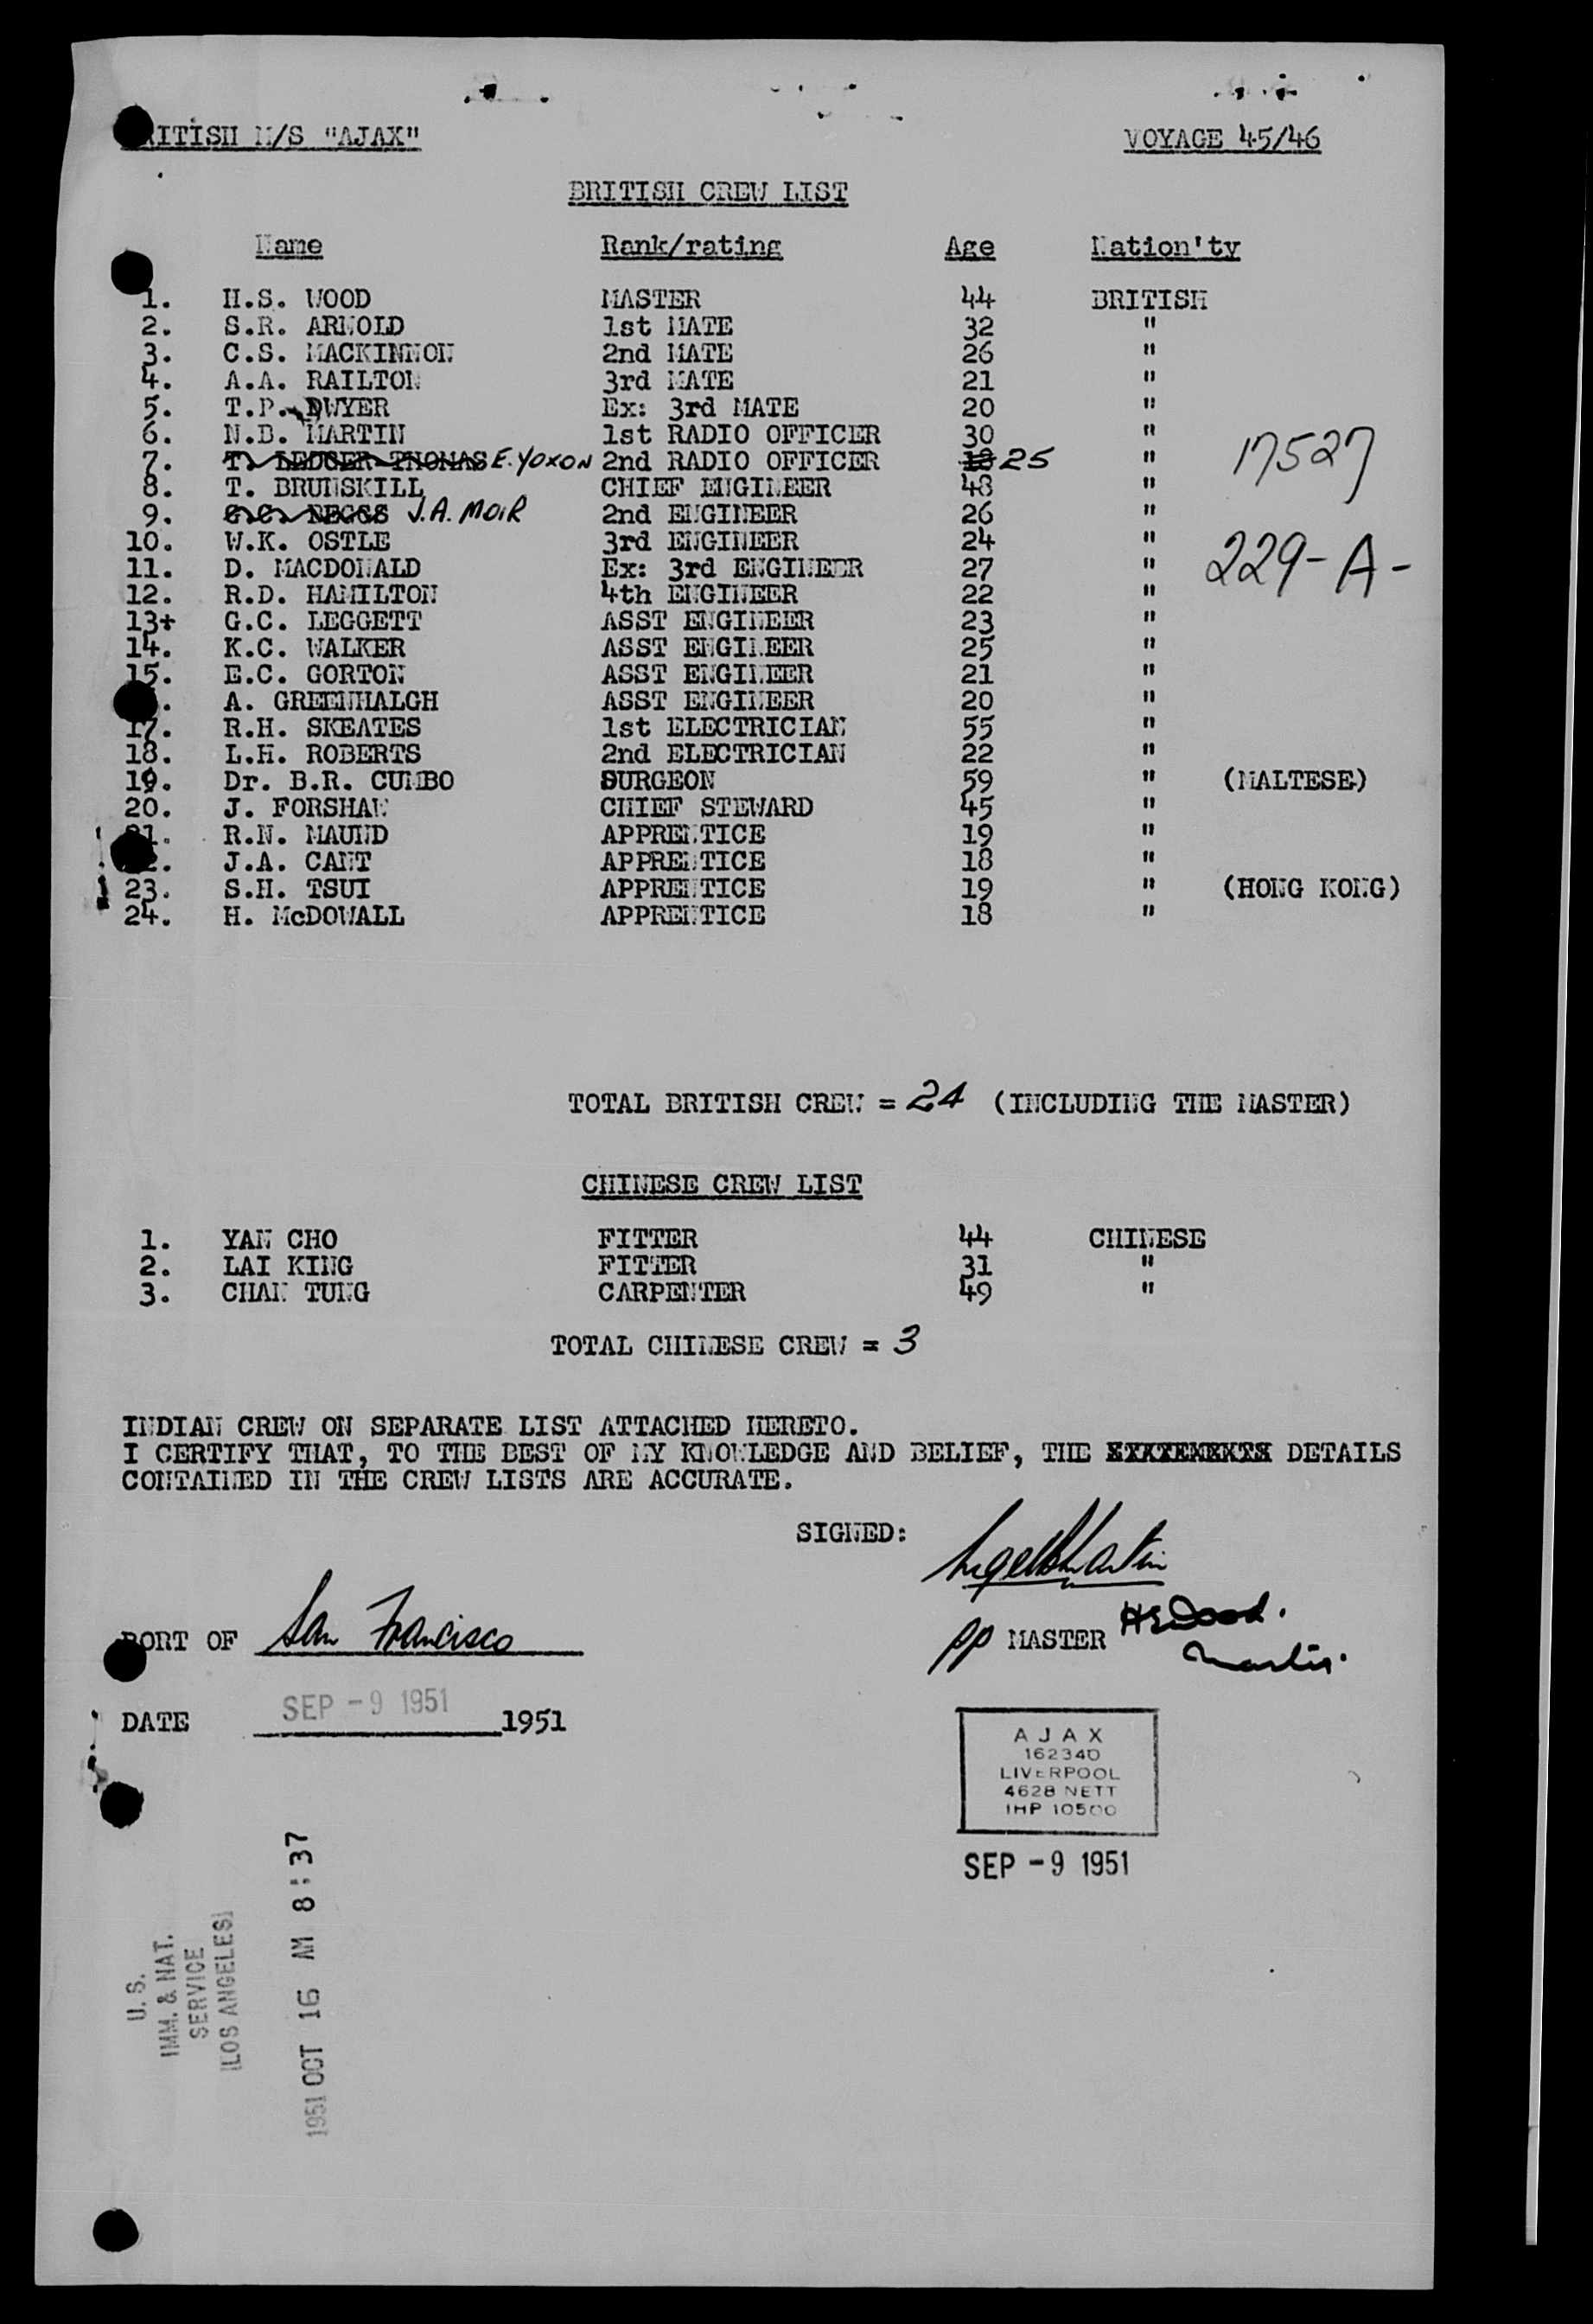 BRITISH M/S "AJAX" VOYAGE 45/46
BRITISH CREW LIST
Name Rank/rating Age Nation'ty
1. H.S. WOOD MASTER 44 BRITISH
2. S.R. ARNOLD 1st MATE 32 "
3. C.S. MACKINNON 2nd MATE 26 "
4. A.A. RAILTON 3rd MATE 21 "
5. T.P. DWYER Ex: 3rd MATE 20 "
6. N.B. MARTIN 1st RADIO OFFICER 30 "
7. T. LEDGER THOMAS E. YOXON 2nd RADIO OFFICER 25 " 17527
8. T. BRUNSKILL CHIEF ENGINEER 48 "
9. BEGGS J.A. MOIR 2nd ENGINEER 26 "
10. W.K. OSTLE 3rd ENGINEER 24 "
11. D. MACDONALD Ex: 3rd ENGINEER 27 " 229-A-
12. R.D. HAMILTON 4th ENGINEER 22 "
13+ G.C. LEGGETT ASST ENGINEER 23 "
14. K.C. WALKER ASST ENGINEER 25 "
15. E.C. GORTON ASST ENGINEER 21 "
. A. GREENHALGH ASST ENGINEER 20 "
17. R.H. SKEATES 1st ELECTRICIAN 55 "
18. L.H. ROBERTS 2nd ELECTRICIAN 22 "
19. Dr. B.R. CUMBO SURGEON 59 " (MALTESE)
20. J. FORSHAW CHIEF STEWARD 45 "
21. R.N. MAUND APPRENTICE 19 "
2. J.A. CANT APPRENTICE 18 "
23. S.H. TSUI APPRENTICE 19 " (HONG KONG)
24. H. McDOWALL APPRENTICE 18 "
TOTAL BRITISH CREW = 24 (INCLUDING THE MASTER)
CHINESE CREW LIST
1. YAN CHO FITTER 44 CHINESE
2. LAI KING FITTER 31 "
3. CHAN TUNG CARPENTER 49 "
TOTAL CHINESE CREW = 3
INDIAN CREW ON SEPARATE LIST ATTACHED HERETO.
I CERTIFY THAT, TO THE BEST OF MY KNOWLEDGE AND BELIEF, THE DETAILS
CONTAINED IN THE CREW LISTS ARE ACCURATE.
SIGNED: Martin
PORT OF San Francisco pp MASTER H.S. Wood.
Martin.
DATE SEP -9 1951 1951
AJAX
162340
LIVERPOOL
4628 NETT
IHP 10500
SEP -9 1951
U.S.
IMM. & NAT.
SERVICE
LOS ANGELES
1951 OCT 16 AM 8:37